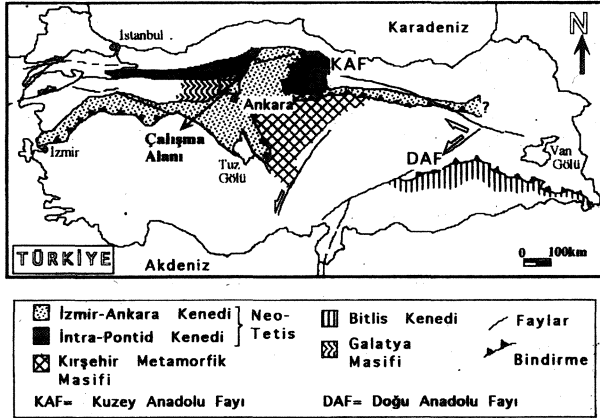 Karadeniz
N
İstanbul
KAF
Ankara
?
Çalışma
Alanı
İzmir
Tuz
Gölü
DAF
Van
Gölü
0 100km
TÜRKİYE
Akdeniz
İzmir-Ankara Kenedi
İntra-Pontid Kenedi
Neo-
Tetis
Kırşehir Metamorfik
Masifi
Bitlis Kenedi
Galatya
Masifi
Faylar
Bindirme
KAF= Kuzey Anadolu Fayı
DAF= Doğu Anadolu Fayı